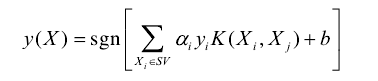 y(X) = sgn[ ∑_{X_i∈SV} α_i y_i K(X_i, X_j) + b ]